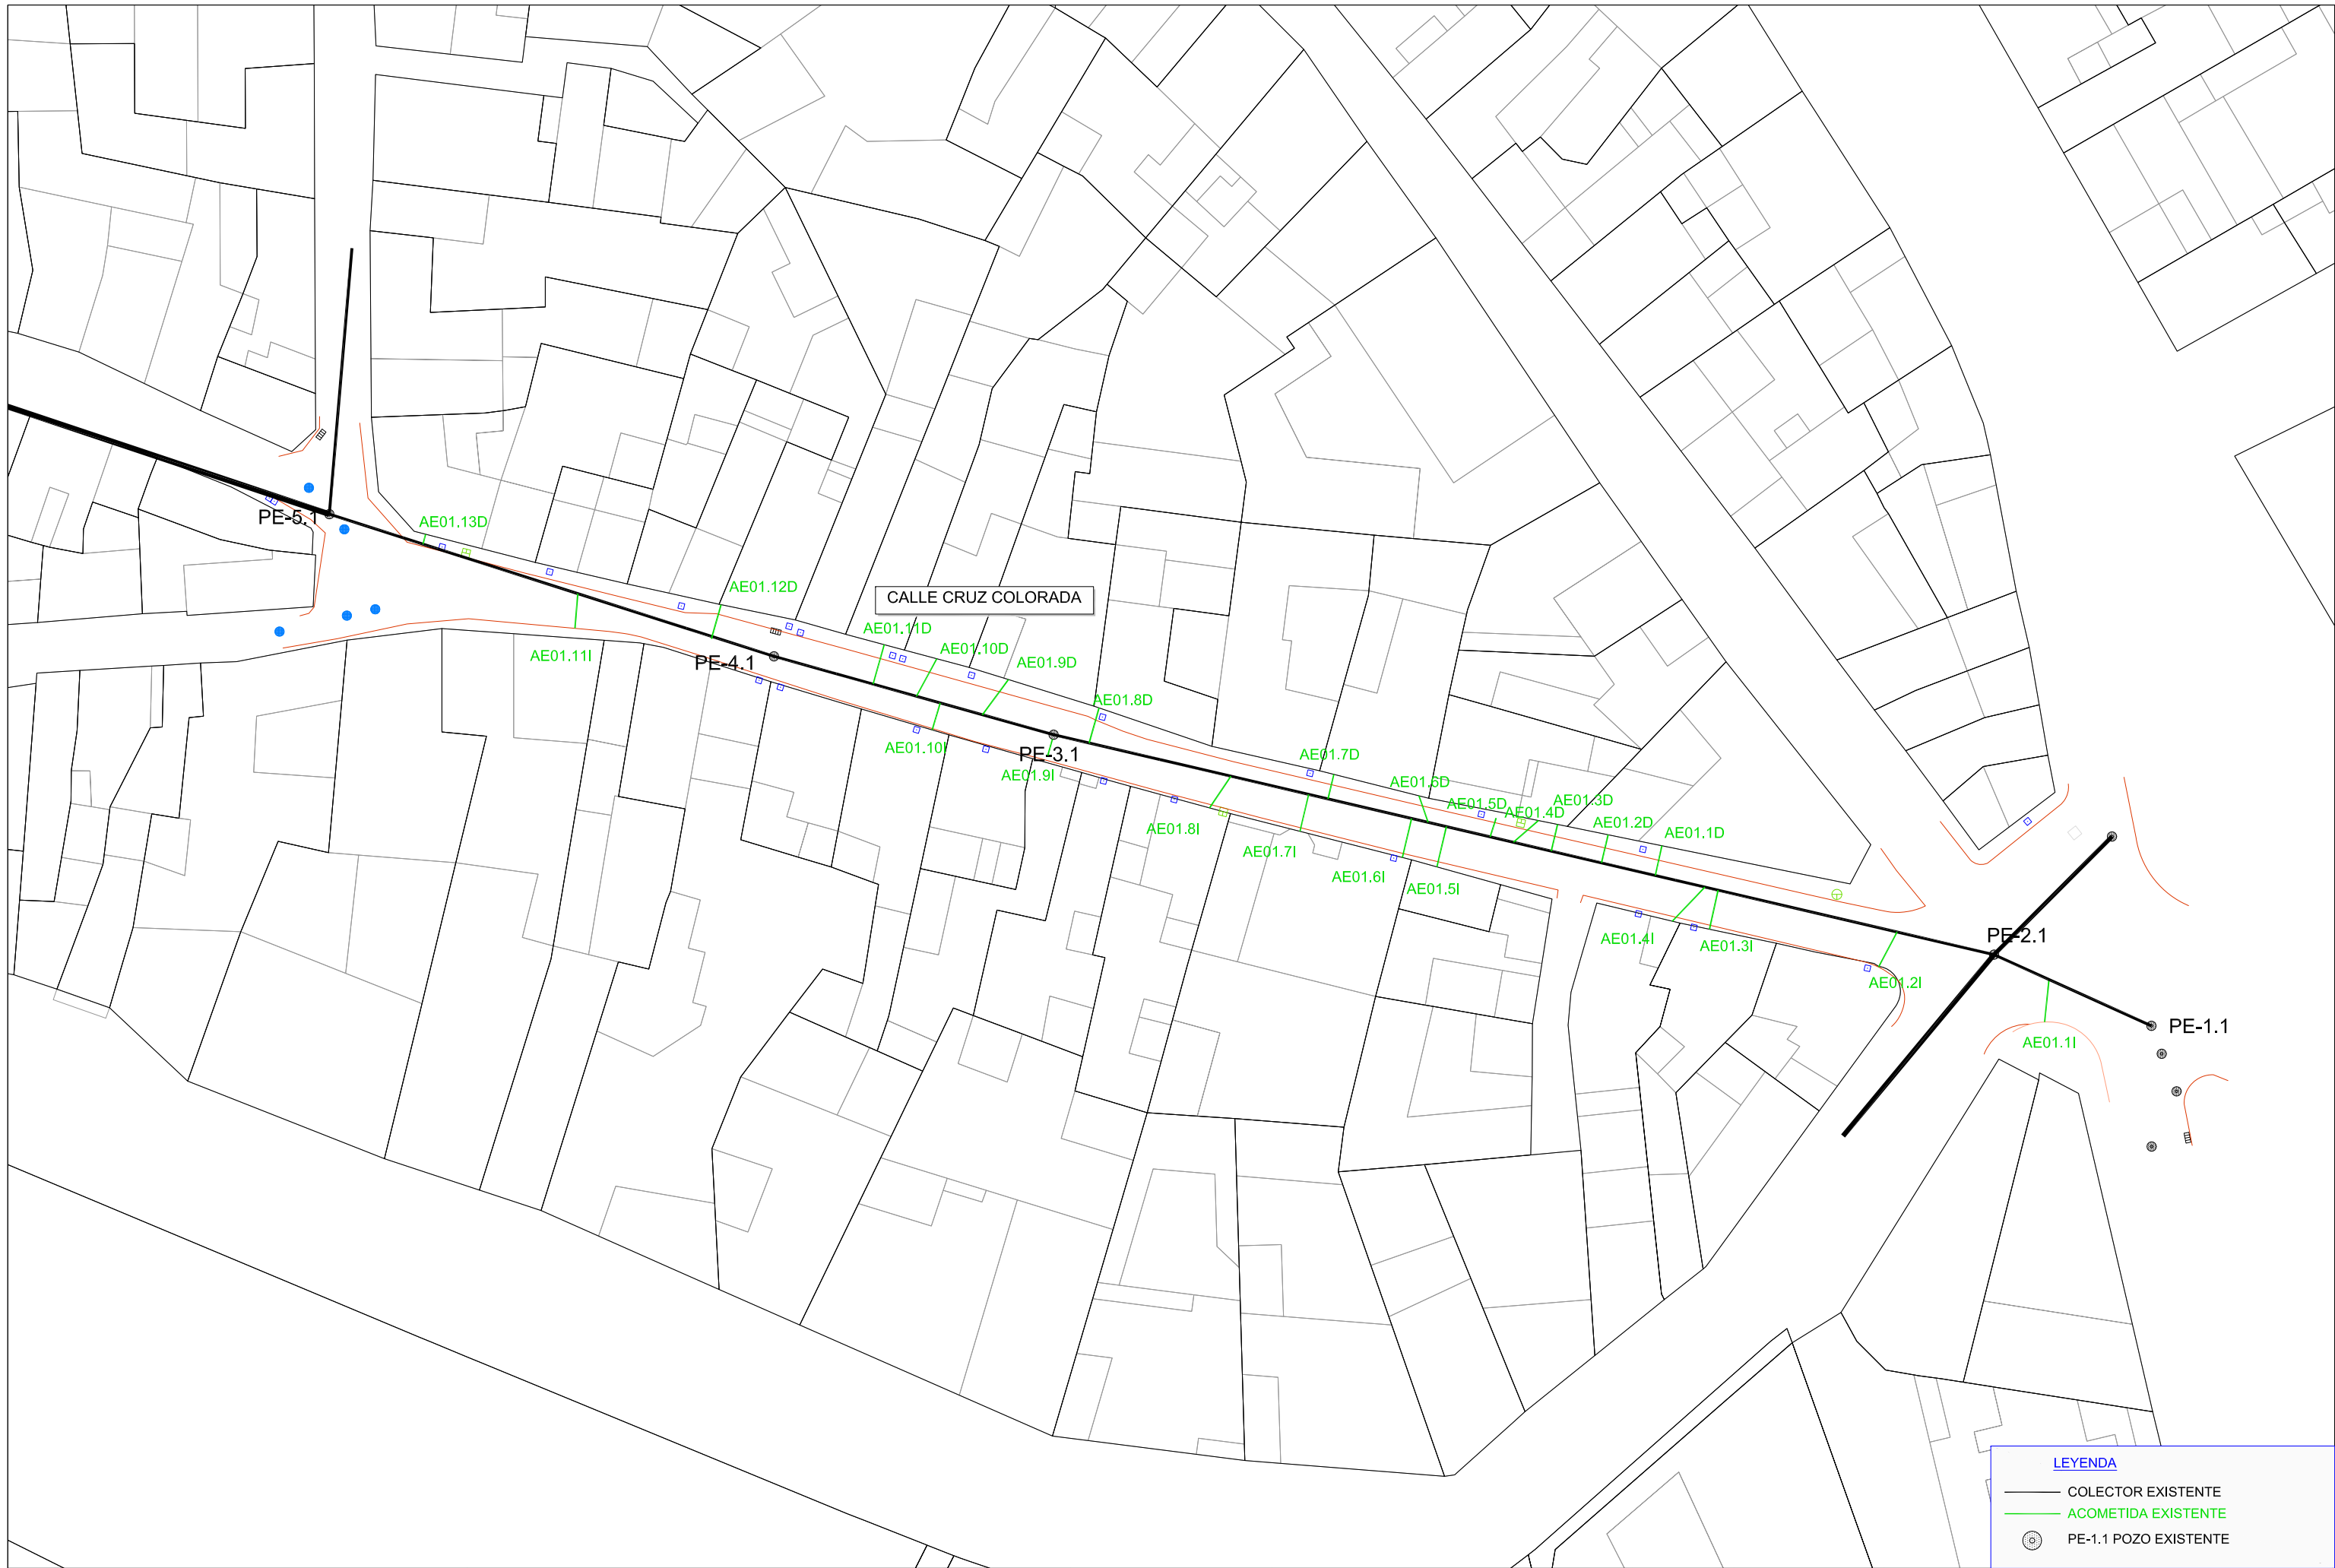 PE-5.1
AE01.13D
AE01.12D
CALLE CRUZ COLORADA
AE01.11D
AE01.10D
AE01.9D
AE01.11I
PE-4.1
AE01.8D
AE01.10I
PE-3.1
AE01.9I
AE01.7D
AE01.6D
AE01.5D
AE01.4D
AE01.3D
AE01.2D
AE01.1D
AE01.8I
AE01.7I
AE01.6I
AE01.5I
AE01.4I
AE01.3I
AE01.2I
PE-2.1
PE-1.1
AE01.1I
LEYENDA
COLECTOR EXISTENTE
ACOMETIDA EXISTENTE
PE-1.1 POZO EXISTENTE